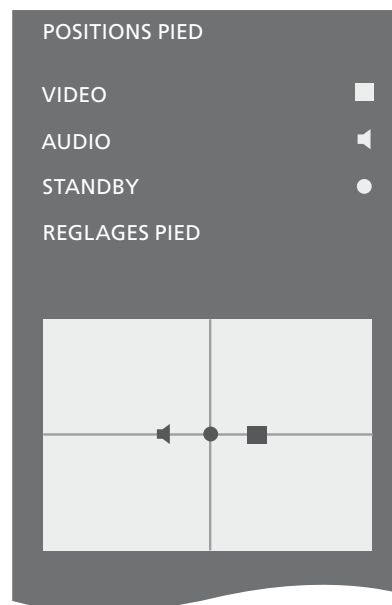 POSITIONS PIED
VIDEO
AUDIO
STANDBY
REGLAGES PIED